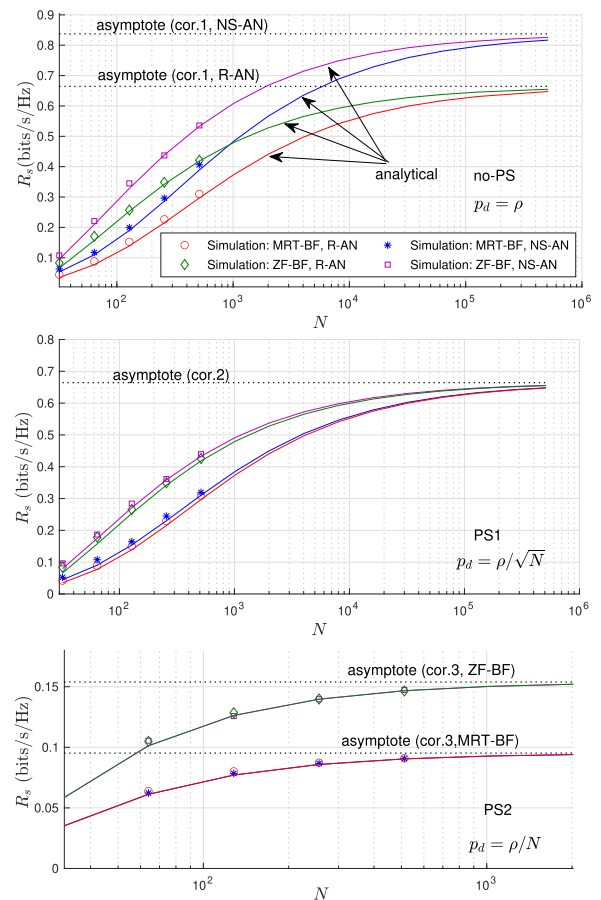 0.9
asymptote (cor.1, NS-AN)
0.8
0.7
asymptote (cor.1, R-AN)
0.6
0.5
0.4
0.3
0.2
0.1
R_s (bits/s/Hz)
analytical
no-PS
p_d = ρ
Simulation: MRT-BF, R-AN
Simulation: MRT-BF, NS-AN
Simulation: ZF-BF, R-AN
Simulation: ZF-BF, NS-AN
10^2 10^3 10^4 10^5 10^6
N
0.8
0.7
asymptote (cor.2)
0.6
0.5
0.4
0.3
0.2
0.1
0
R_s (bits/s/Hz)
PS1
p_d = ρ/√N
10^2 10^3 10^4 10^5 10^6
N
asymptote (cor.3, ZF-BF)
0.15
asymptote (cor.3,MRT-BF)
0.1
0.05
0
R_s (bits/s/Hz)
PS2
p_d = ρ/N
10^2 10^3
N